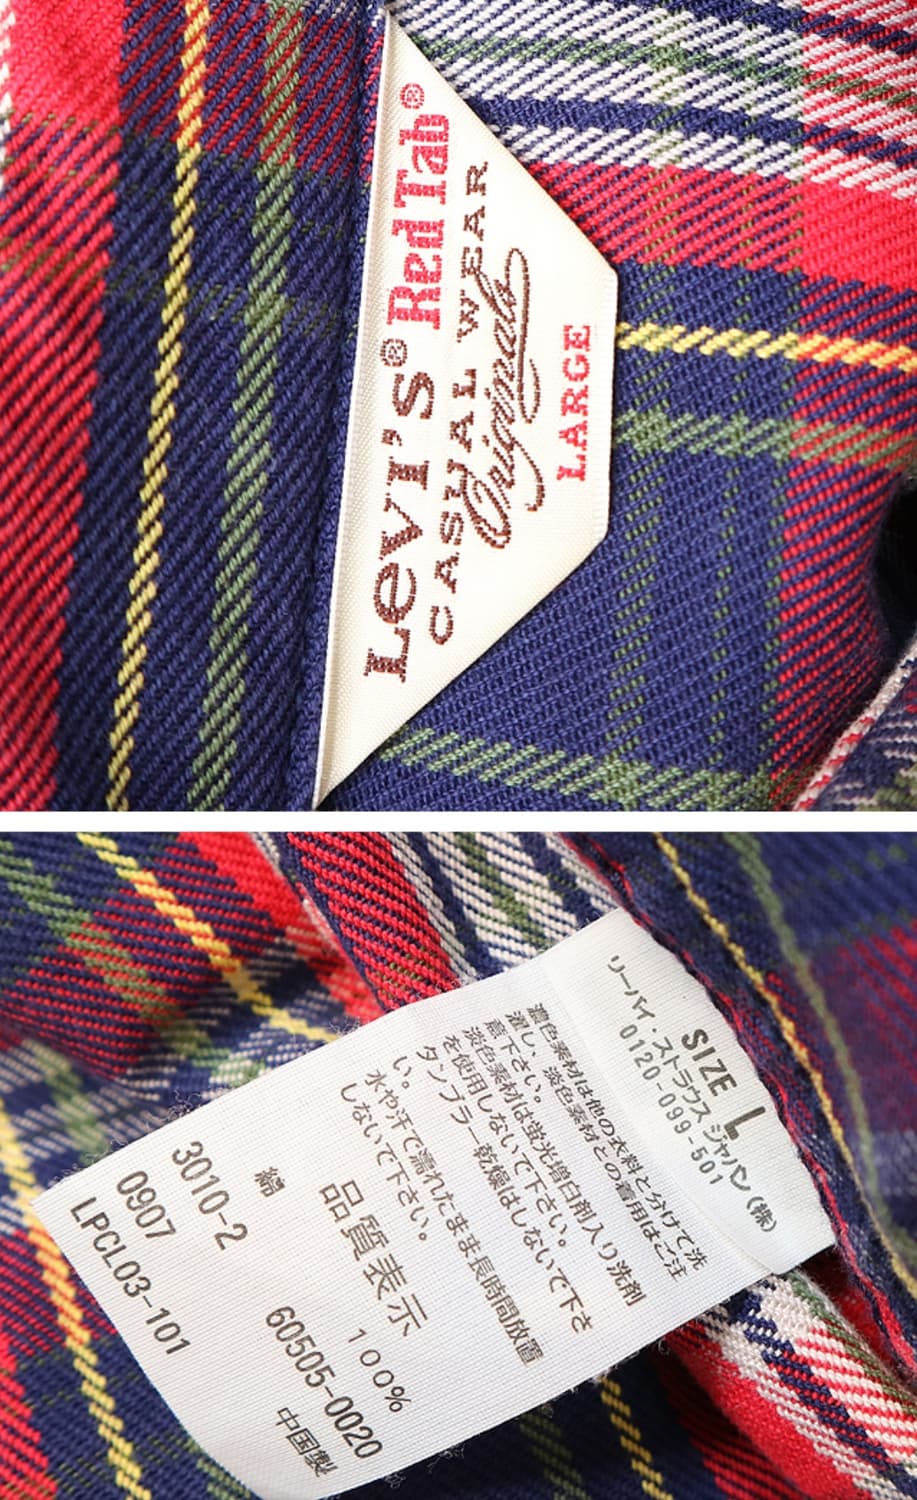 Levi's® Red Tab®
CASUAL WEAR
Originals
LARGE
SIZE L
リーバイ・ストラウス ジャパン(株)
0120-099-501
濃色素材は他の衣料と分けて洗
濯し、淡色素材との着用はご注
意下さい。
淡色素材は蛍光増白剤入り洗剤
を使用しないで下さい。
タンブラー乾燥はしないで下さ
い。
水や汗で濡れたまま長時間放置
しないで下さい。
品質表示
綿 100%
3010-2 60505-0020
0907 中国製
LPCL03-101